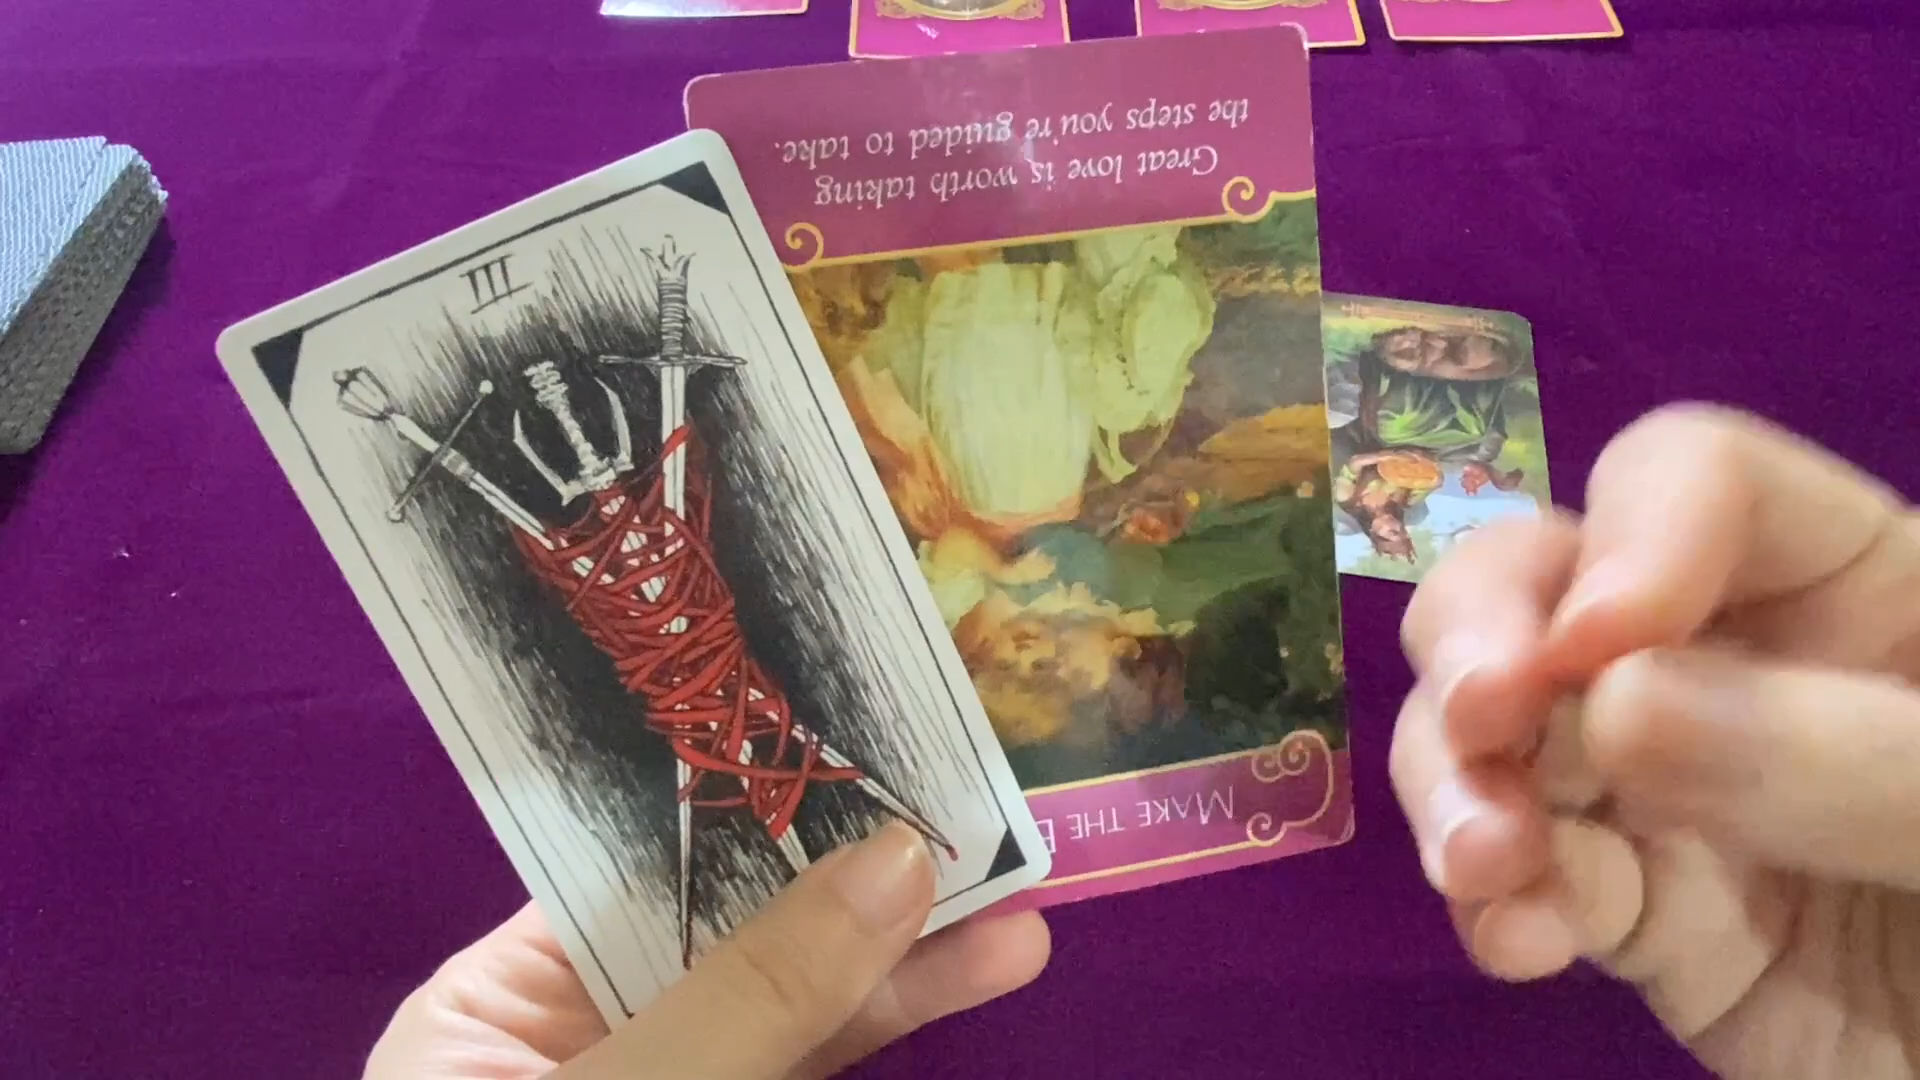 III
Great love is worth taking
the steps you're guided to take.
MAKE THE